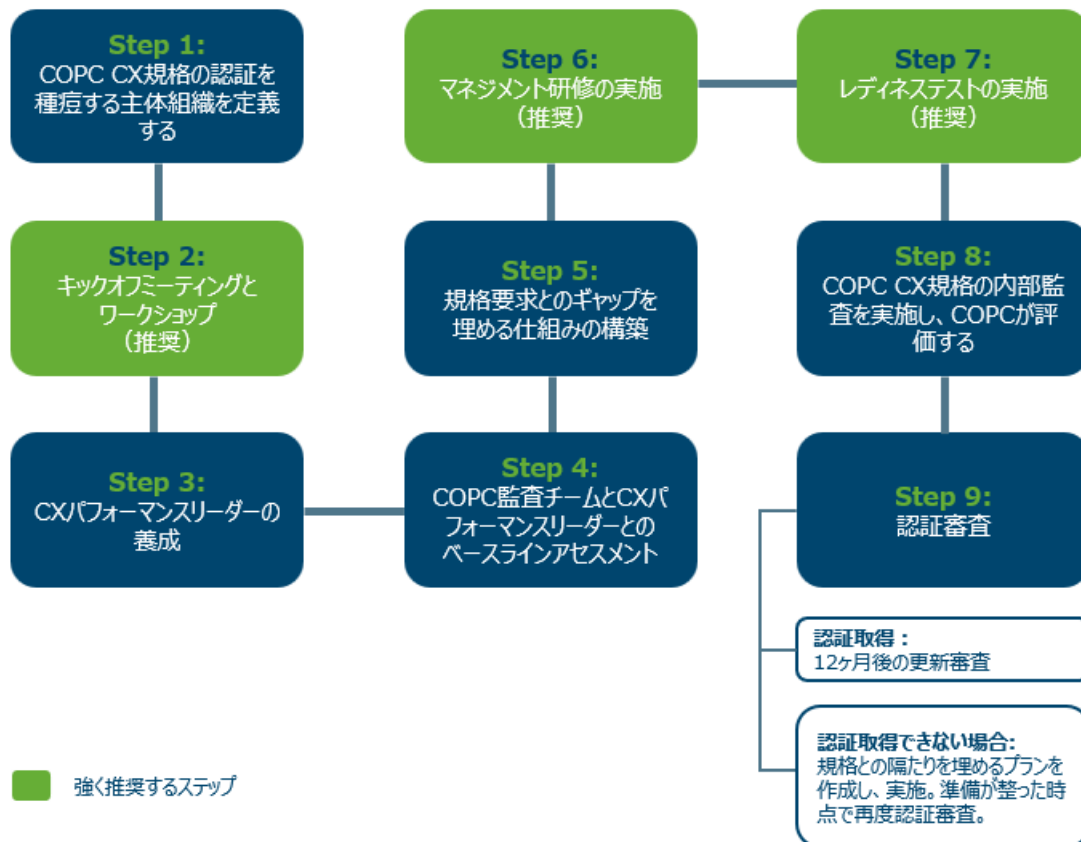 Step 1:
COPC CX規格の認証を
種痘する主体組織を定義
する
Step 2:
キックオフミーティングと
ワークショップ
（推奨）
Step 3:
CXパフォーマンスリーダーの
養成
Step 4:
COPC監査チームとCXパ
フォーマンスリーダーとの
ベースラインアセスメント
Step 5:
規格要求とのギャップを
埋める仕組みの構築
Step 6:
マネジメント研修の実施
（推奨）
Step 7:
レディネステストの実施
（推奨）
Step 8:
COPC CX規格の内部監
査を実施し、COPCが評
価する
Step 9:
認証審査
認証取得：
12ヶ月後の更新審査
認証取得できない場合:
規格との隔たりを埋めるプランを
作成し、実施。準備が整った時
点で再度認証審査。
強く推奨するステップ